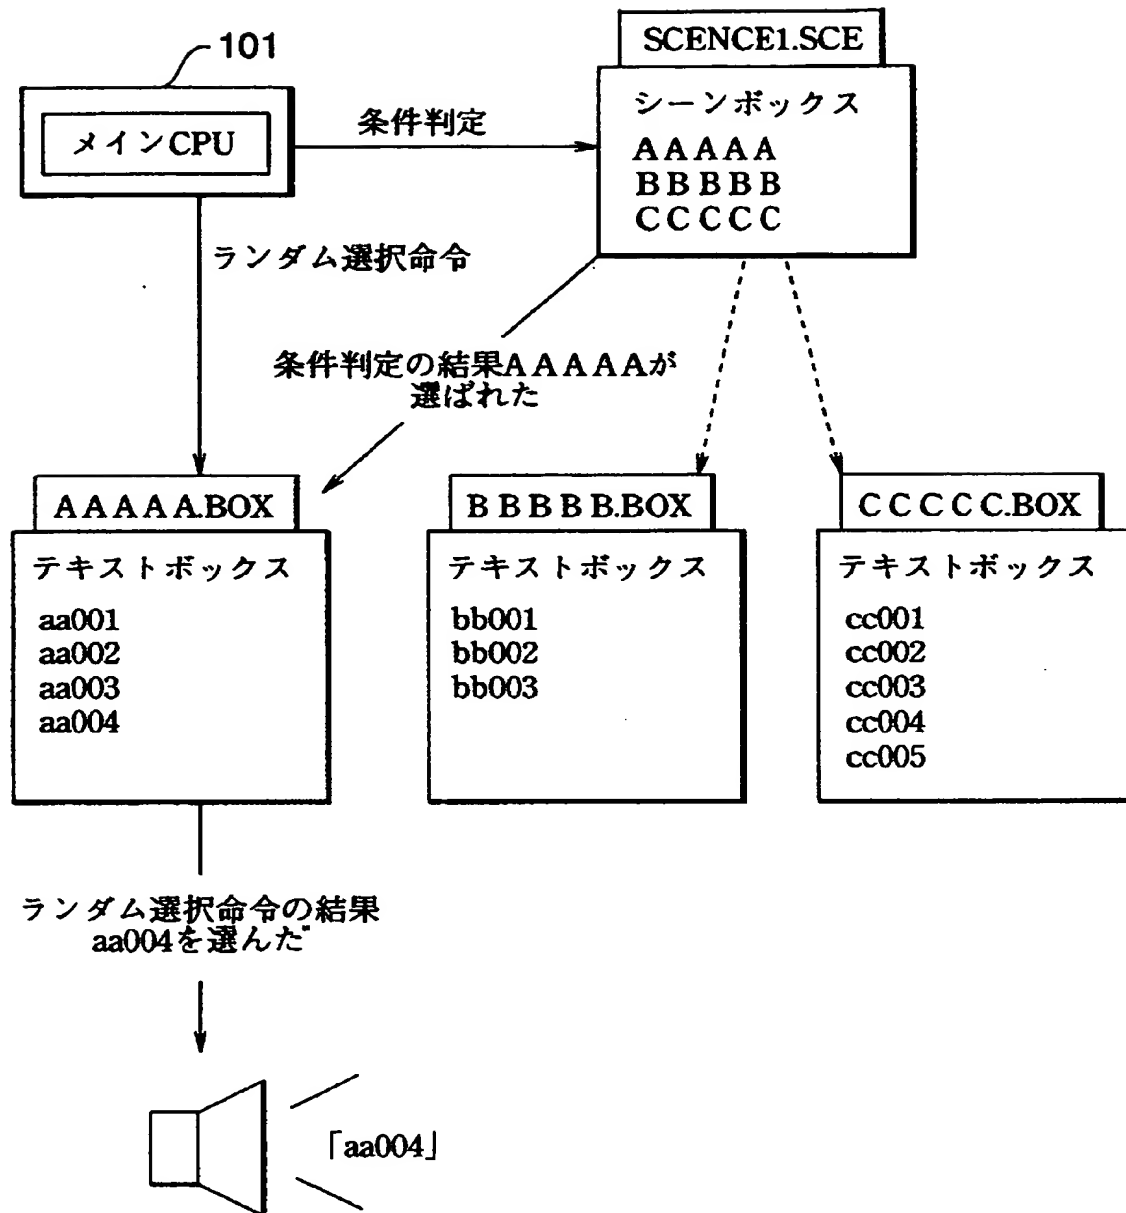 101
メインCPU
条件判定
SCENCE1.SCE
シーンボックス
AAAAA
BBBBB
CCCCC
ランダム選択命令
条件判定の結果AAAAAが
選ばれた
AAAAA.BOX
テキストボックス
aa001
aa002
aa003
aa004
BBBBB.BOX
テキストボックス
bb001
bb002
bb003
CCCCC.BOX
テキストボックス
cc001
cc002
cc003
cc004
cc005
ランダム選択命令の結果
aa004を選んだ
「aa004」